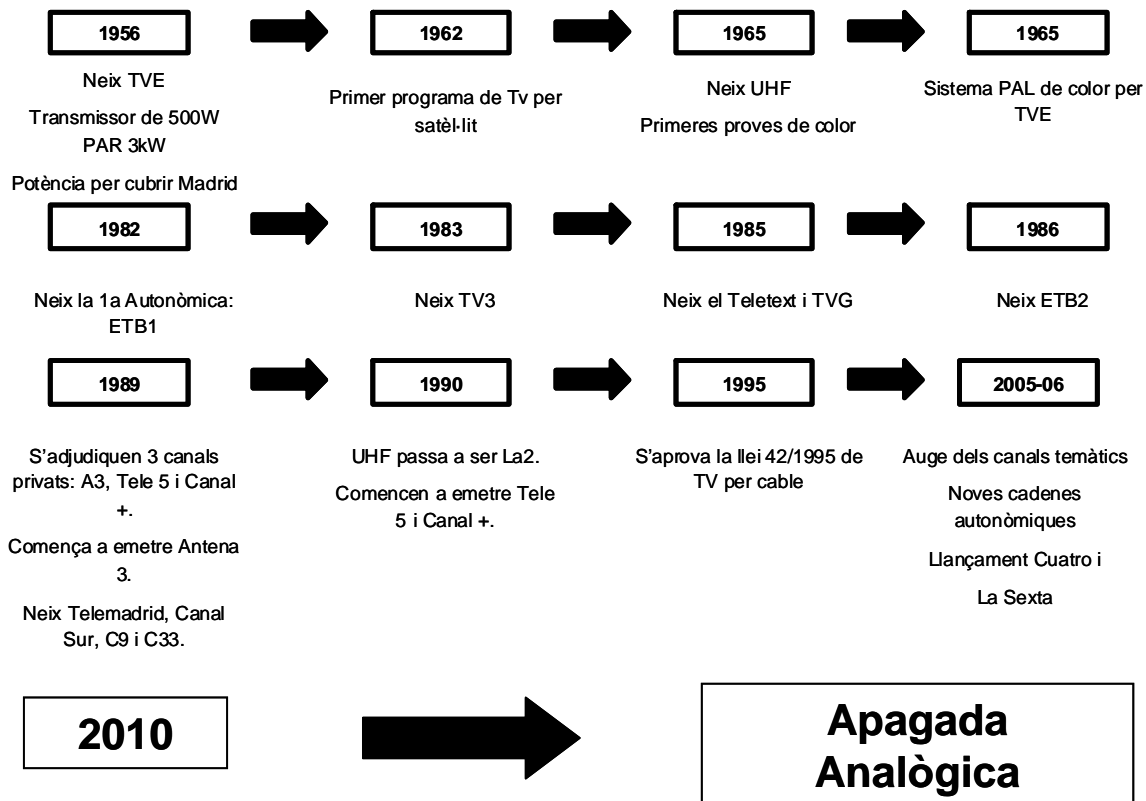 1956
1962
1965
1965
Neix TVE
Transmissor de 500W
PAR 3kW
Potència per cubrir Madrid
Primer programa de Tv per
satèl·lit
Neix UHF
Primeres proves de color
Sistema PAL de color per
TVE
1982
1983
1985
1986
Neix la 1a Autonòmica:
ETB1
Neix TV3
Neix el Teletext i TVG
Neix ETB2
1989
1990
1995
2005-06
S'adjudiquen 3 canals
privats: A3, Tele 5 i Canal
+.
Comença a emetre Antena
3.
Neix Telemadrid, Canal
Sur, C9 i C33.
UHF passa a ser La2.
Comencen a emetre Tele
5 i Canal +.
S'aprova la llei 42/1995 de
TV per cable
Auge dels canals temàtics
Noves cadenes
autonòmiques
Llançament Cuatro i
La Sexta
2010
Apagada
Analògica